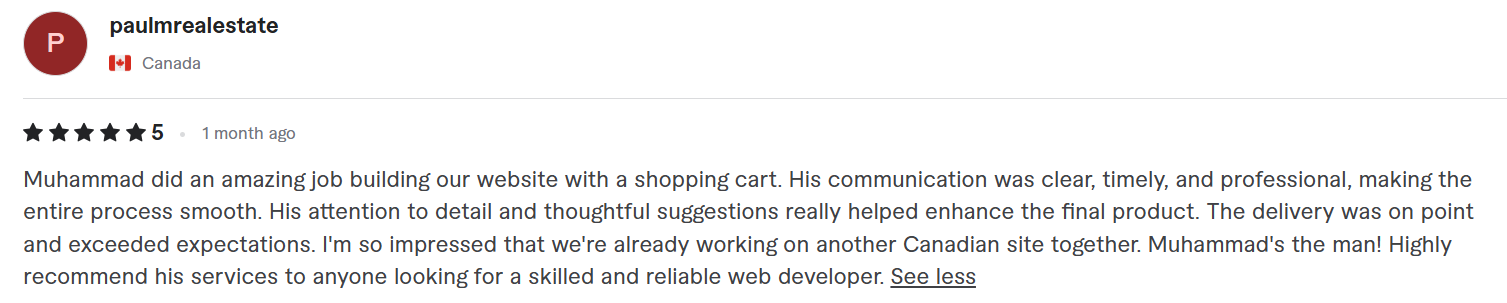 P
paulmrealestate
Canada
5 • 1 month ago
Muhammad did an amazing job building our website with a shopping cart. His communication was clear, timely, and professional, making the
entire process smooth. His attention to detail and thoughtful suggestions really helped enhance the final product. The delivery was on point
and exceeded expectations. I'm so impressed that we're already working on another Canadian site together. Muhammad's the man! Highly
recommend his services to anyone looking for a skilled and reliable web developer. See less